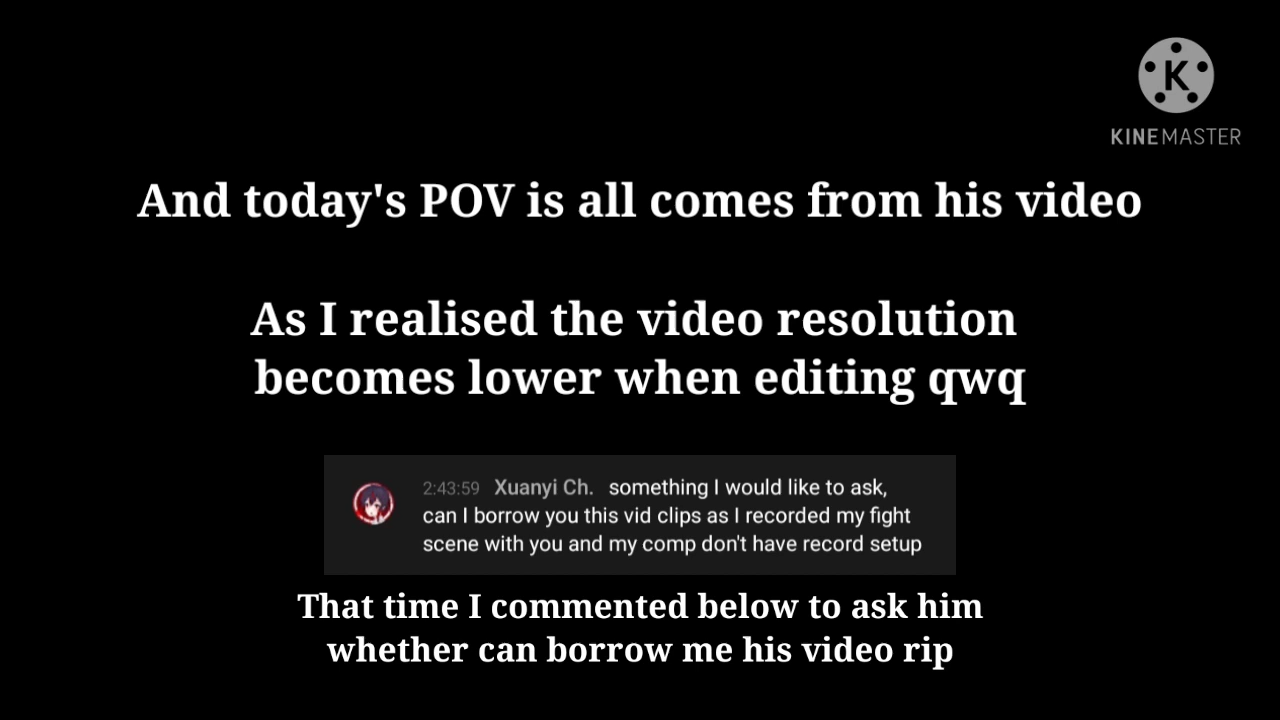 KINEMASTER
And today's POV is all comes from his video
As I realised the video resolution
becomes lower when editing qwq
2:43:59 Xuanyi Ch. something I would like to ask,
can I borrow you this vid clips as I recorded my fight
scene with you and my comp don't have record setup
That time I commented below to ask him
whether can borrow me his video rip